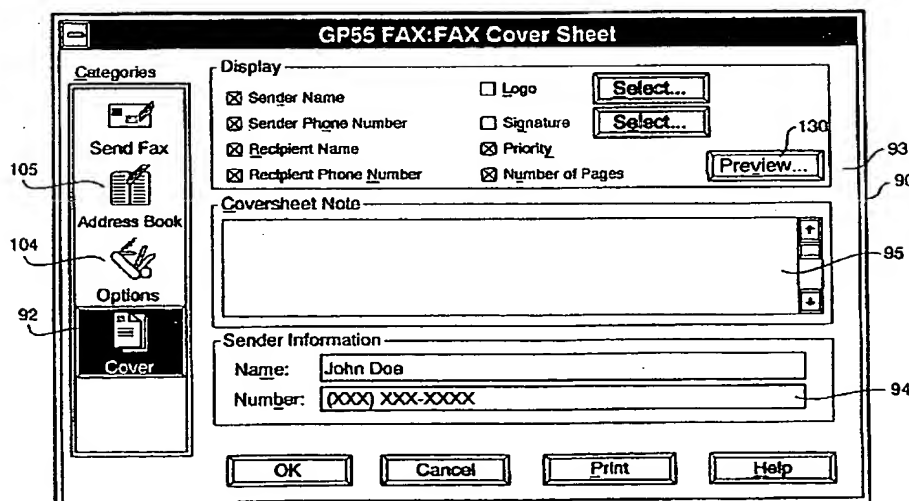 GP55 FAX:FAX Cover Sheet
Categories
Send Fax
Address Book
Options
Cover
Display
Sender Name
Sender Phone Number
Recipient Name
Recipient Phone Number
Logo
Signature
Priority
Number of Pages
Select...
Select...
Preview...
Coversheet Note
Sender Information
Name: John Doe
Number: (XXX) XXX-XXXX
OK Cancel Print Help
105
104
92
130
93
90
95
94